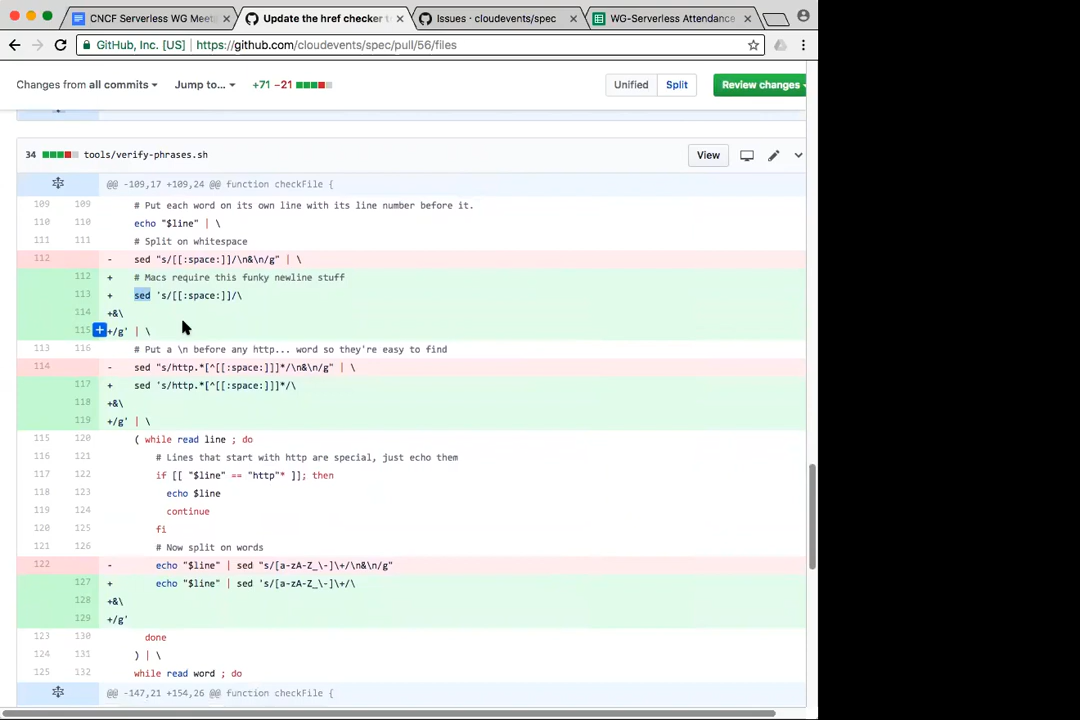 CNCF Serverless WG Meeti
Update the href checker t
Issues · cloudevents/spec
WG-Serverless Attendance
GitHub, Inc. [US]
https://github.com/cloudevents/spec/pull/56/files
Changes from all commits
Jump to...
+71 −21
Unified
Split
Review changes
34
tools/verify-phrases.sh
View
@@ -109,17 +109,24 @@ function checkFile {
109 109 # Put each word on its own line with its line number before it.
110 110 echo "$line" | \
111 111 # Split on whitespace
112 - sed "s/[[:space:]]/\n&\n/g" | \
112 + # Macs require this funky newline stuff
113 + sed 's/[[:space:]]/\
114 +&\
115 +/g' | \
113 116 # Put a \n before any http... word so they're easy to find
114 - sed "s/http.*[^[[:space:]]]*/\n&\n/g" | \
117 + sed 's/http.*[^[[:space:]]]*/\
118 +&\
119 +/g' | \
115 120 ( while read line ; do
116 121 # Lines that start with http are special, just echo them
117 122 if [[ "$line" == "http"* ]]; then
118 123 echo $line
119 124 continue
120 125 fi
121 126 # Now split on words
122 - echo "$line" | sed "s/[a-zA-Z_\-]\+/\n&\n/g"
127 + echo "$line" | sed 's/[a-zA-Z_\-]\+/\
128 +&\
129 +/g'
123 130 done
124 131 ) | \
125 132 while read word ; do
@@ -147,21 +154,26 @@ function checkFile {